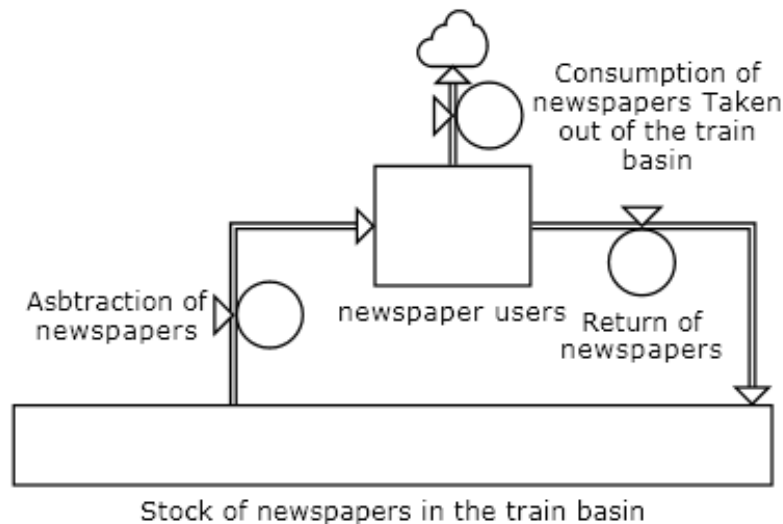 Consumption of
newspapers Taken
out of the train
basin
Asbtraction of
newspapers
newspaper users
Return of
newspapers
Stock of newspapers in the train basin